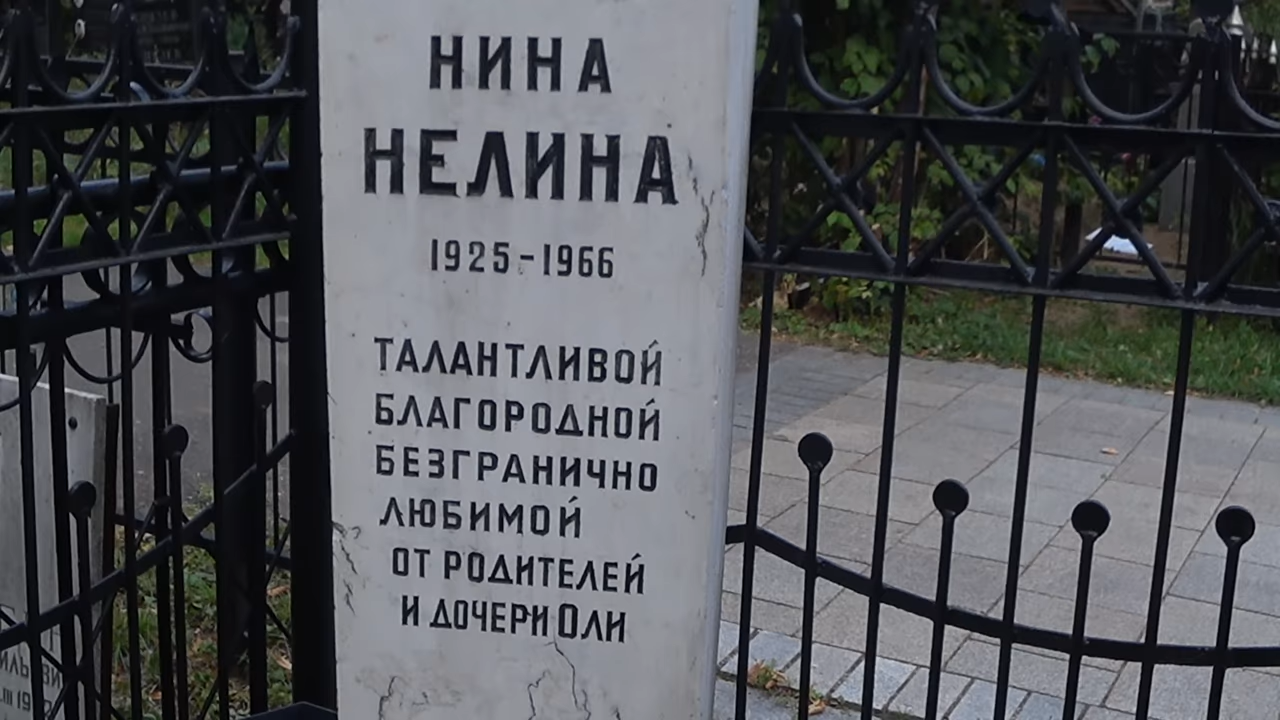 НИНА
НЕЛИНА
1925-1966
ТАЛАНТЛИВОЙ
БЛАГОРОДНОЙ
БЕЗГРАНИЧНО
ЛЮБИМОЙ
ОТ РОДИТЕЛЕЙ
И ДОЧЕРИ ОЛИ